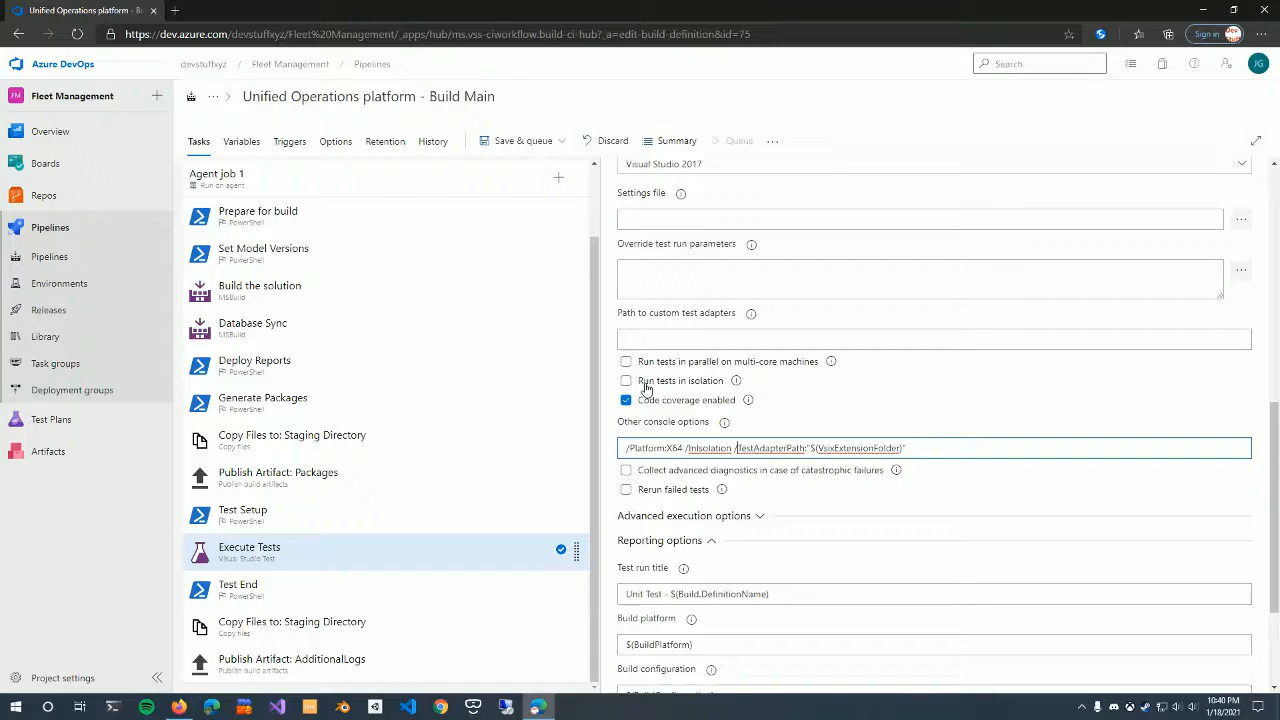 Unified Operations platform - Bu
https://dev.azure.com/devstuffxyz/Fleet%20Management/_apps/hub/ms.vss-ciworkflow.build-ci-hub?_a=edit-build-definition&id=75
Sign in
Azure DevOps
devstuffxyz / Fleet Management / Pipelines
Search
JG
FM
Fleet Management
Unified Operations platform - Build Main
Overview
Boards
Repos
Pipelines
Pipelines
Environments
Releases
Library
Task groups
Deployment groups
Test Plans
Artifacts
Project settings
Tasks Variables Triggers Options Retention History Save & queue Discard Summary Queue
Agent job 1
Run on agent
Prepare for build
PowerShell
Set Model Versions
PowerShell
Build the solution
MSBuild
Database Sync
MSBuild
Deploy Reports
PowerShell
Generate Packages
PowerShell
Copy Files to: Staging Directory
Copy files
Publish Artifact: Packages
Publish build artifacts
Test Setup
PowerShell
Execute Tests
Visual Studio Test
Test End
PowerShell
Copy Files to: Staging Directory
Copy files
Publish Artifact: AdditionalLogs
Publish build artifacts
Visual Studio 2017
Settings file
Override test run parameters
Path to custom test adapters
Run tests in parallel on multi-core machines
Run tests in isolation
Code coverage enabled
Other console options
/Platform:X64 /InIsolation /TestAdapterPath:"$(VsixExtensionFolder)"
Collect advanced diagnostics in case of catastrophic failures
Rerun failed tests
Advanced execution options
Reporting options
Test run title
Unit Test - $(Build.DefinitionName)
Build platform
$(BuildPlatform)
Build configuration
10:40 PM
1/18/2021